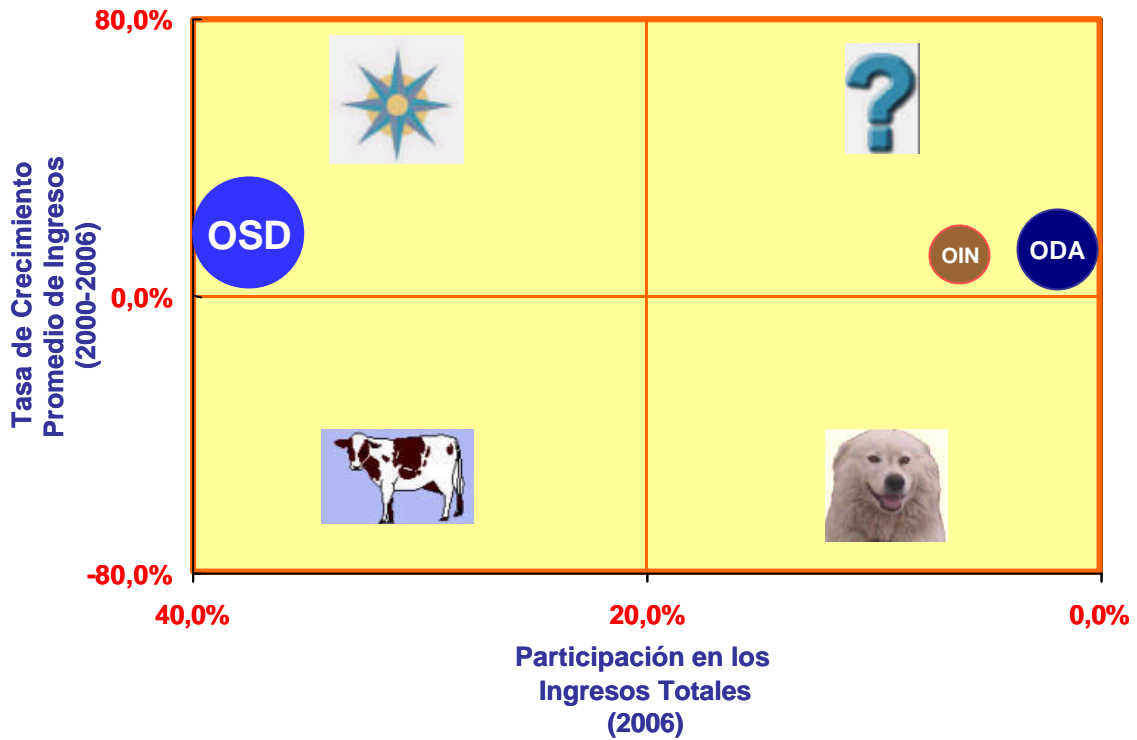 80,0%
Tasa de Crecimiento
Promedio de Ingresos
(2000-2006)
OSD
OIN
ODA
0,0%
-80,0%
40,0%
20,0%
0,0%
Participación en los
Ingresos Totales
(2006)